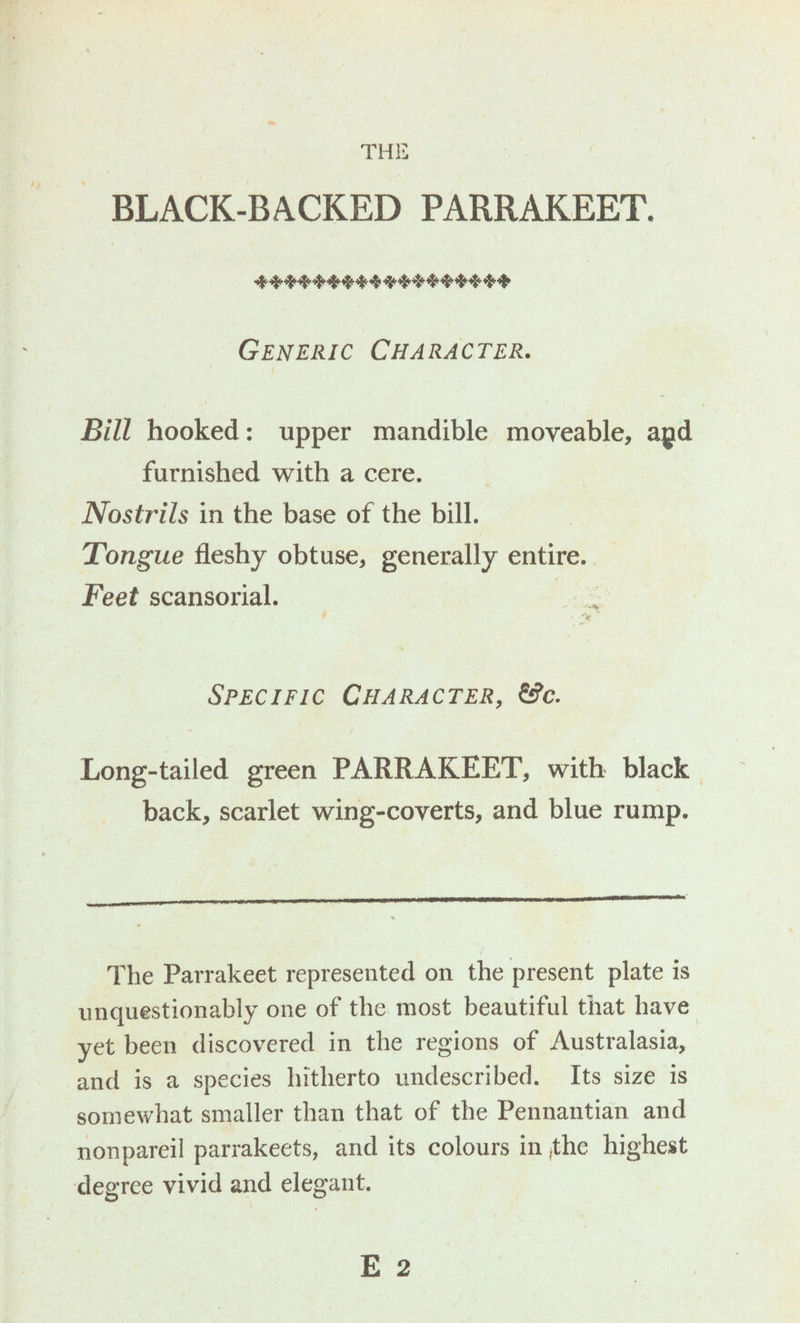 THE
BLACK-BACKED PARRAKEET.
GENERIC CHARACTER.
Bill hooked: upper mandible moveable, and
furnished with a cere.
Nostrils in the base of the bill.
Tongue fleshy obtuse, generally entire.
Feet scansorial.
SPECIFIC CHARACTER, &c.
Long-tailed green PARRAKEET, with black
back, scarlet wing-coverts, and blue rump.
The Parrakeet represented on the present plate is
unquestionably one of the most beautiful that have
yet been discovered in the regions of Australasia,
and is a species hitherto undescribed. Its size is
somewhat smaller than that of the Pennantian and
nonpareil parrakeets, and its colours in the highest
degree vivid and elegant.
E 2